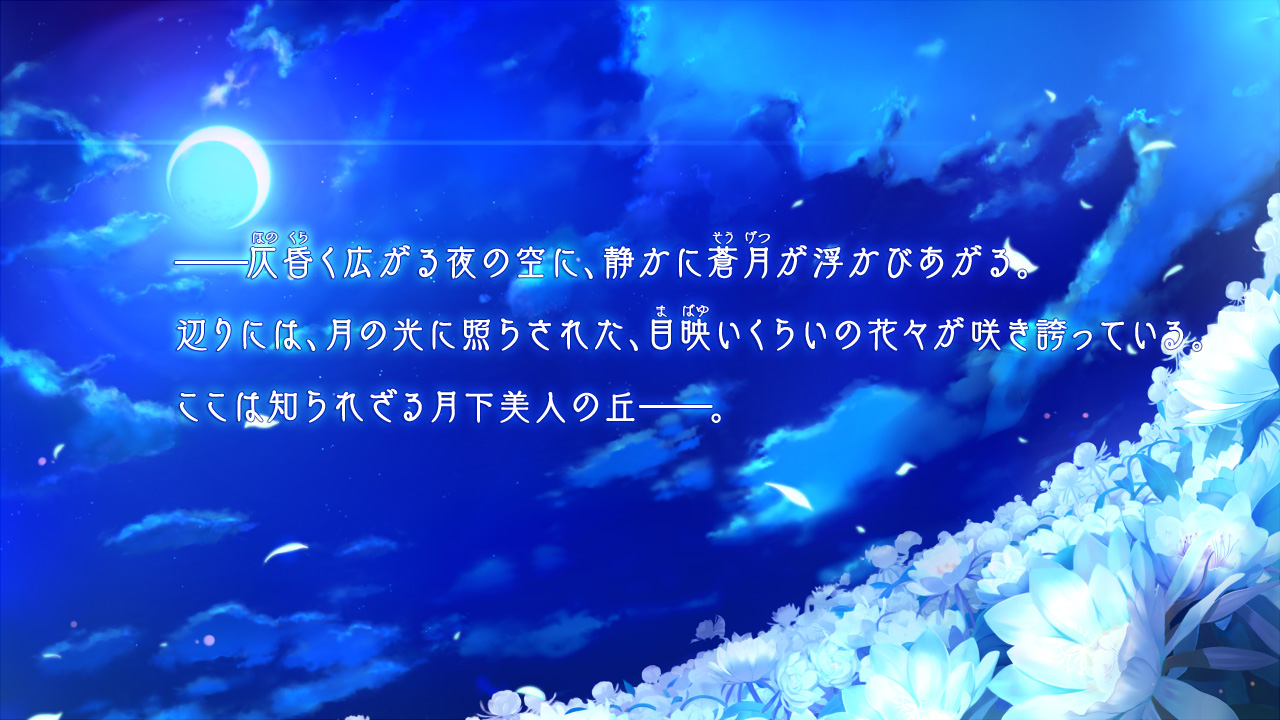 ――仄昏く広がる夜の空に、静かに蒼月が浮かびあがる。
辺りには、月の光に照らされた、目映いくらいの花々が咲き誇っている。
ここは知られざる月下美人の丘――。